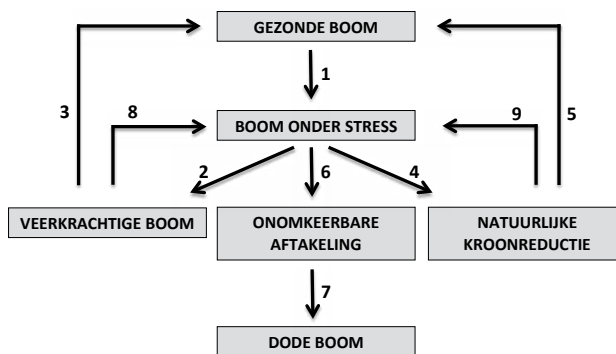 GEZONDE BOOM
1
3
8
9
5
BOOM ONDER STRESS
2
6
4
VEERKRACHTIGE BOOM
ONOMKEERBARE
AFTAKELING
NATUURLIJKE
KROONREDUCTIE
7
DODE BOOM